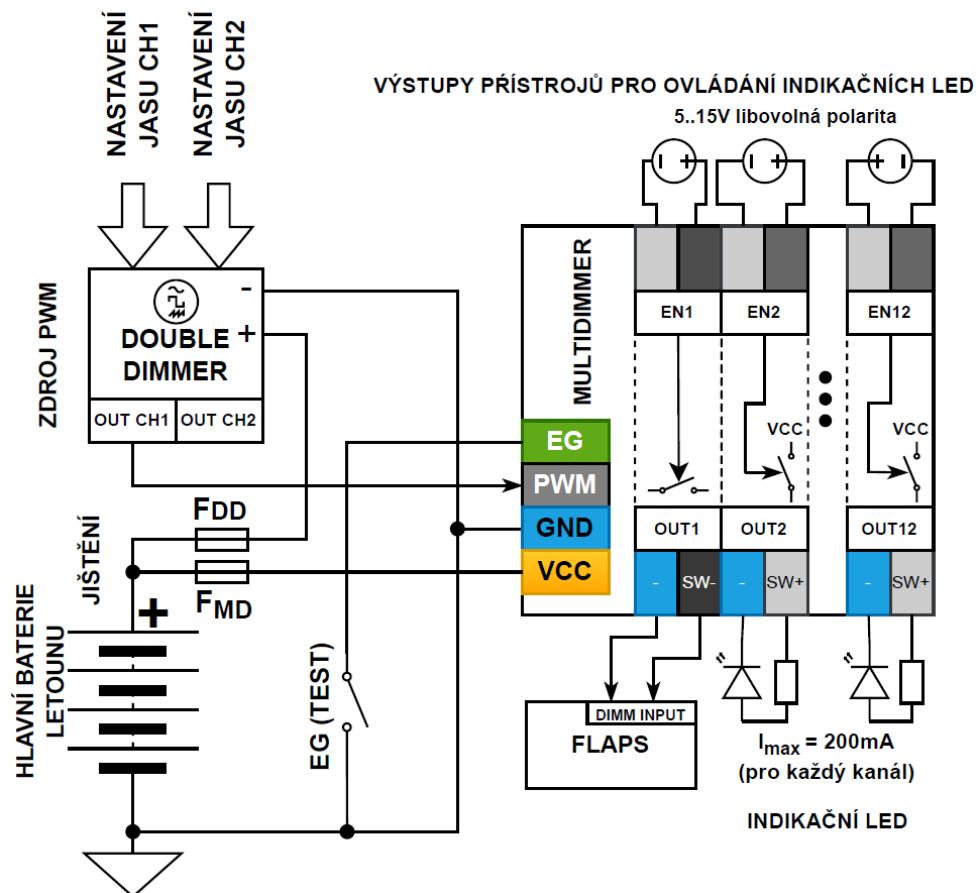 NASTAVENÍ
JASU CH1
NASTAVENÍ
JASU CH2
VÝSTUPY PŘÍSTROJŮ PRO OVLÁDÁNÍ INDIKAČNÍCH LED
5..15V libovolná polarita
ZDROJ PWM
-
+
DOUBLE
DIMMER
OUT CH1
OUT CH2
MULTIDIMMER
EN1
EN2
EN12
VCC
VCC
EG
PWM
GND
VCC
OUT1
OUT2
OUT12
-
SW-
-
SW+
-
SW+
JIŠTĚNÍ
FDD
FMD
+
HLAVNÍ BATERIE
LETOUNU
EG (TEST)
DIMM INPUT
FLAPS
Imax = 200mA
(pro každý kanál)
INDIKAČNÍ LED